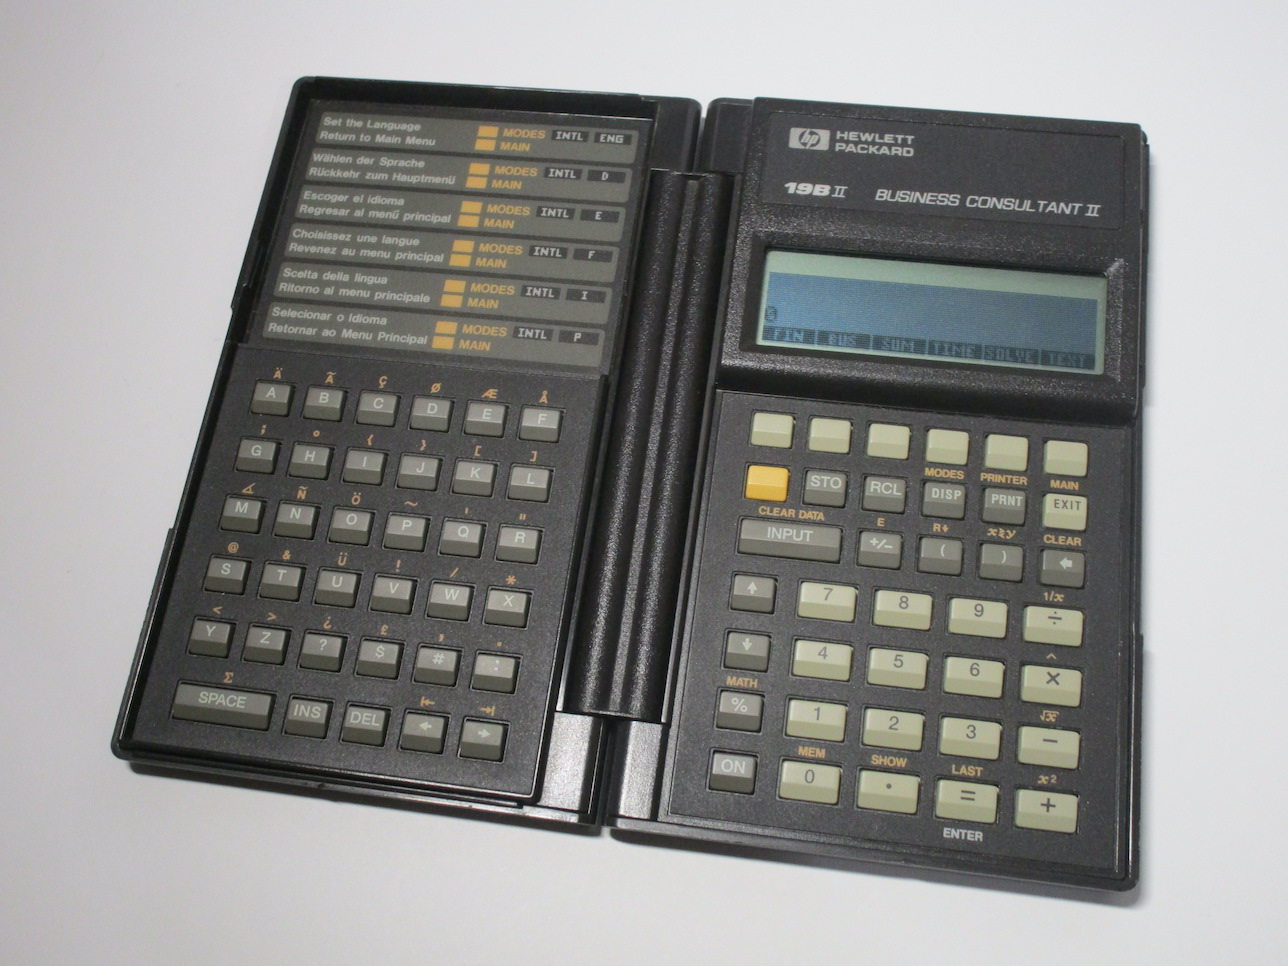 Set the Language
Return to Main Menu
MODES INTL ENG
MAIN
Wählen der Sprache
Rückkehr zum Hauptmenü
MODES INTL D
MAIN
Escoger el idioma
Regresar al menú principal
MODES INTL E
MAIN
Choisissez une langue
Revenez au menu principal
MODES INTL F
MAIN
Scelta della lingua
Ritorno al menu principale
MODES INTL I
MAIN
Selecionar o Idioma
Retornar ao Menu Principal
MODES INTL P
MAIN
Ä Ã Ç Ø Æ Å
A B C D E F
; ° { } [ ]
G H I J K L
∡ Ñ Ö ~ ' "
M N O P Q R
@ & Ü ! / *
S T U V W X
< > ¿ £ , .
Y Z ? $ # :
Σ |← →|
SPACE INS DEL ← →
hp HEWLETT
PACKARD
19B II BUSINESS CONSULTANT II
0
FIN BUS SUM TIME SOLVE TEXT
MODES PRINTER MAIN
STO RCL DISP PRNT EXIT
CLEAR DATA E R↓ x≷y CLEAR
INPUT +/- ( ) ←
1/x
↑ 7 8 9 ÷
^
↓ 4 5 6 ×
MATH √x
% 1 2 3 −
MEM SHOW LAST x²
ON 0 . = +
ENTER